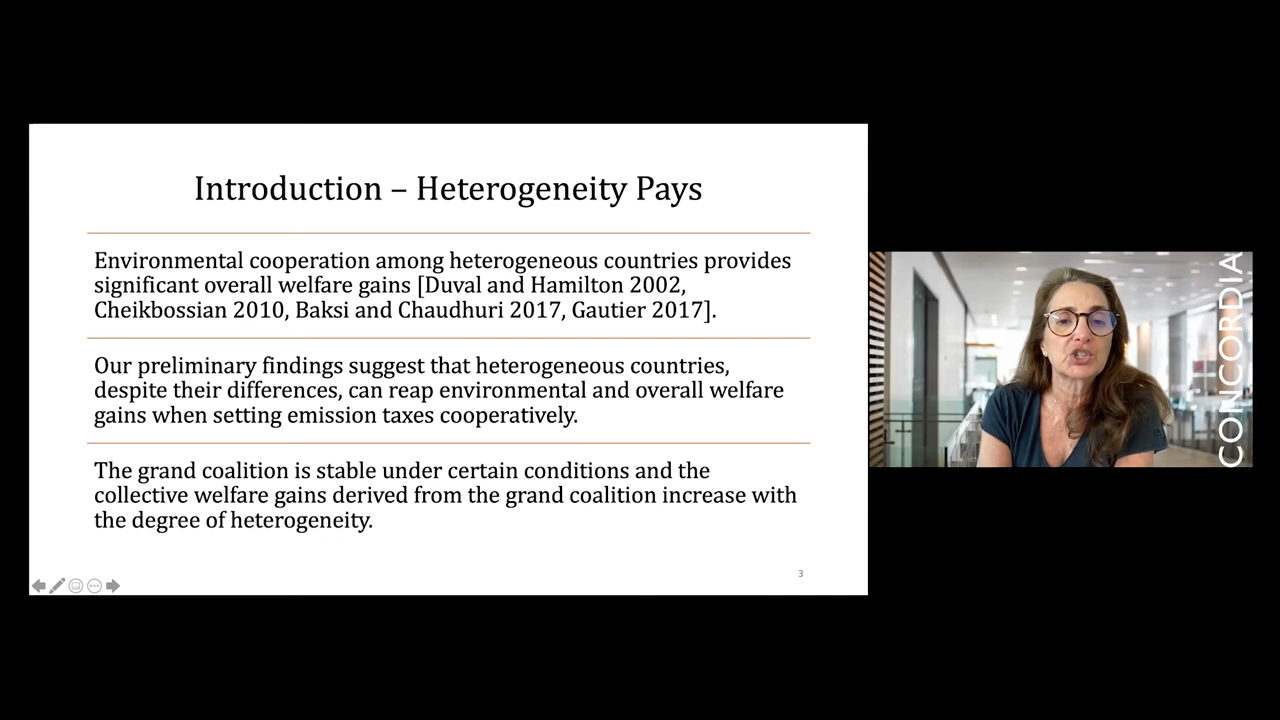 Introduction – Heterogeneity Pays
Environmental cooperation among heterogeneous countries provides
significant overall welfare gains [Duval and Hamilton 2002,
Cheikbossian 2010, Baksi and Chaudhuri 2017, Gautier 2017].
Our preliminary findings suggest that heterogeneous countries,
despite their differences, can reap environmental and overall welfare
gains when setting emission taxes cooperatively.
The grand coalition is stable under certain conditions and the
collective welfare gains derived from the grand coalition increase with
the degree of heterogeneity.
3
CONCORDIA